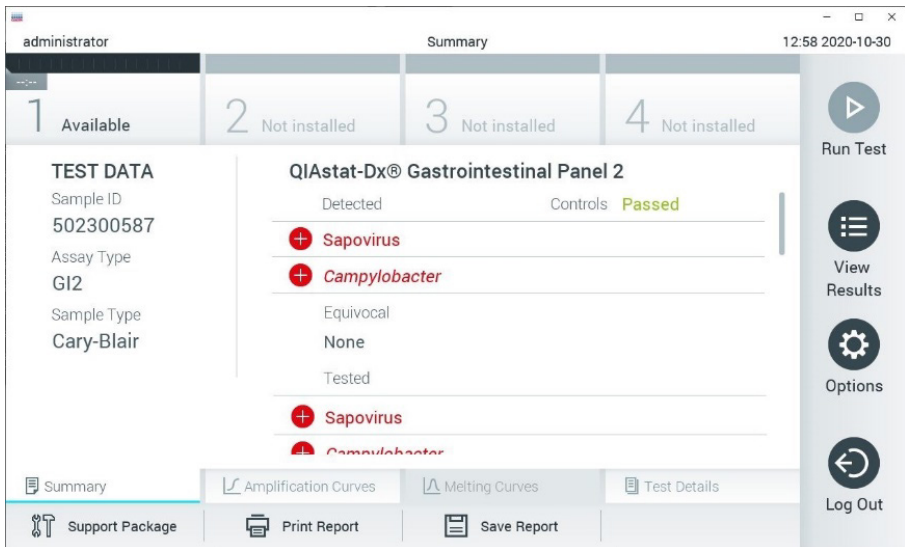 administrator
Summary
12:58 2020-10-30
--:--
1 Available
2 Not installed
3 Not installed
4 Not installed
Run Test
View
Results
Options
Log Out
TEST DATA
Sample ID
502300587
Assay Type
GI2
Sample Type
Cary-Blair
QIAstat-Dx® Gastrointestinal Panel 2
Detected Controls Passed
Sapovirus
Campylobacter
Equivocal
None
Tested
Sapovirus
Campylobacter
Summary
Amplification Curves
Melting Curves
Test Details
Support Package
Print Report
Save Report